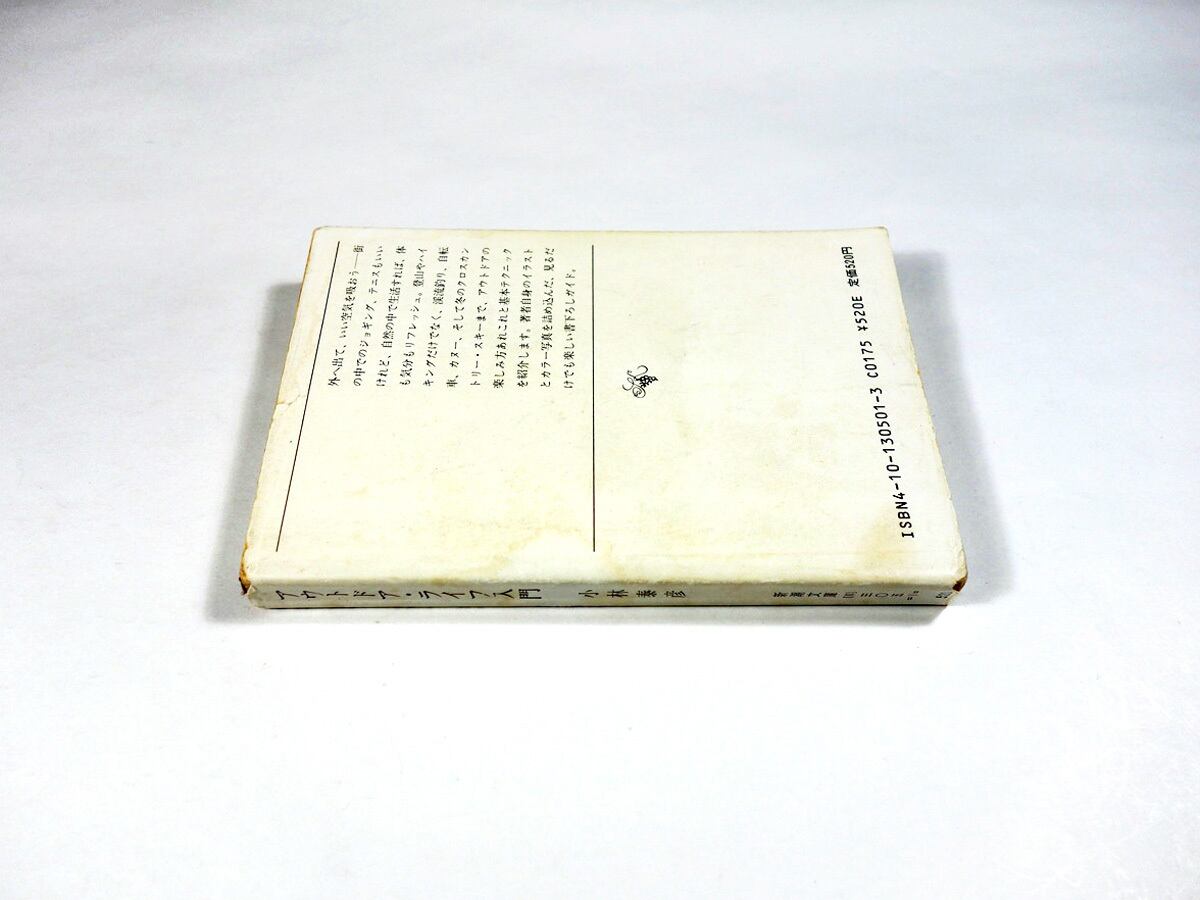 外へ出て、いい空気を吸おう――街
の中でのジョギング、テニスもいい
けれど、自然の中で生活すれば、体
も気分もリフレッシュ。登山やハイ
キングだけでなく、渓流釣り、自転
車、カヌー、そして冬のクロスカン
トリー・スキーまで、アウトドアの
楽しみ方あれこれと基本テクニック
を紹介します。著者自身のイラスト
とカラー写真を詰め込んだ、見るだ
けでも楽しい書下ろしガイド。
ISBN4-10-130501-3 C0175 ¥520E 定価520円
アウトドア・ライフ入門 小林泰彦 新潮文庫